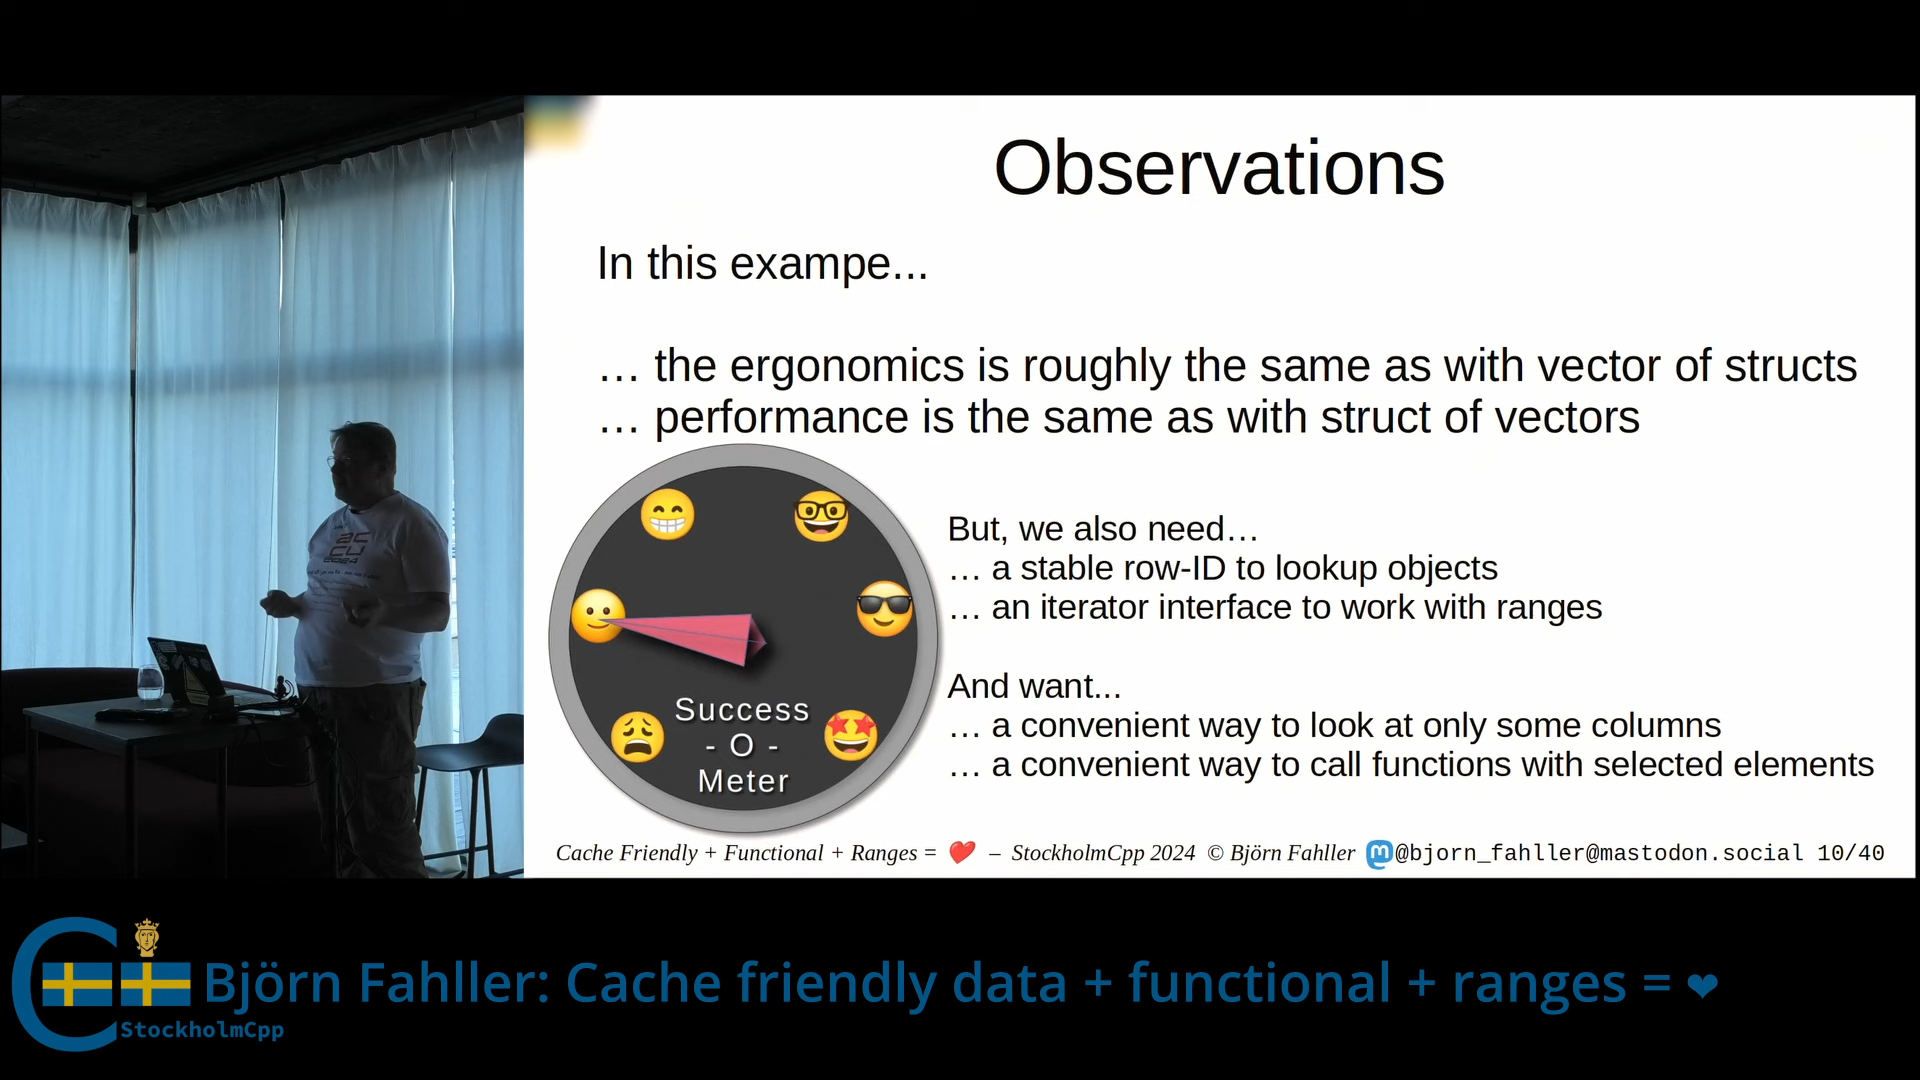 Observations
In this exampe...
… the ergonomics is roughly the same as with vector of structs
… performance is the same as with struct of vectors
But, we also need…
… a stable row-ID to lookup objects
… an iterator interface to work with ranges
And want...
… a convenient way to look at only some columns
… a convenient way to call functions with selected elements
Success
- O -
Meter
Cache Friendly + Functional + Ranges = ❤️ – StockholmCpp 2024 © Björn Fahller @bjorn_fahller@mastodon.social 10/40
accu
2024
Björn Fahller: Cache friendly data + functional + ranges = ❤
StockholmCpp